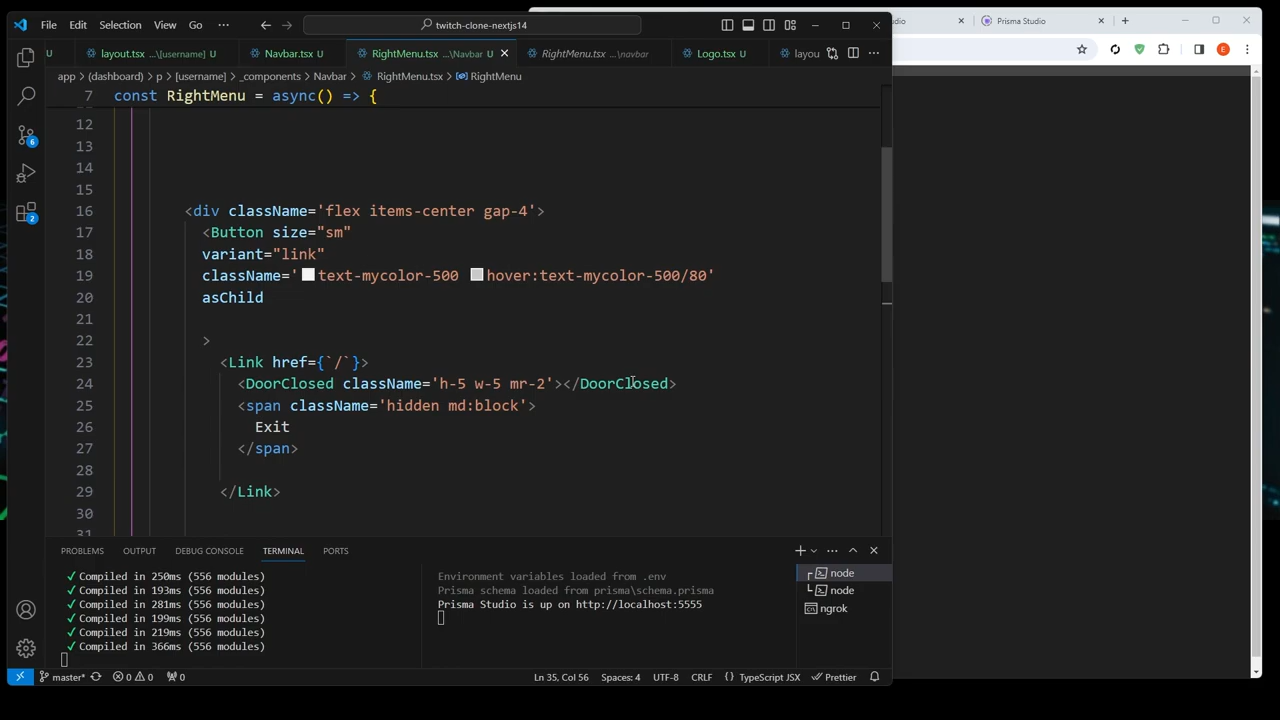 File Edit Selection View Go ··· twitch-clone-nextjs14
U layout.tsx ...\[username] U Navbar.tsx U RightMenu.tsx ...\Navbar U RightMenu.tsx ...\navbar Logo.tsx U layou
Prisma Studio
app > (dashboard) > p > [username] > _components > Navbar > RightMenu.tsx > RightMenu
E
7 const RightMenu = async() => {
12
13
14
15
16 <div className='flex items-center gap-4'>
17 <Button size="sm"
18 variant="link"
19 className=' text-mycolor-500 hover:text-mycolor-500/80'
20 asChild
21
22 >
23 <Link href={`/`}>
24 <DoorClosed className='h-5 w-5 mr-2'></DoorClosed>
25 <span className='hidden md:block'>
26 Exit
27 </span>
28
29 </Link>
30
31
6
2
PROBLEMS OUTPUT DEBUG CONSOLE TERMINAL PORTS
✓ Compiled in 250ms (556 modules)
✓ Compiled in 193ms (556 modules)
✓ Compiled in 281ms (556 modules)
✓ Compiled in 199ms (556 modules)
✓ Compiled in 219ms (556 modules)
✓ Compiled in 366ms (556 modules)
Environment variables loaded from .env
Prisma schema loaded from prisma\schema.prisma
Prisma Studio is up on http://localhost:5555
node
node
ngrok
master* 0 0 0 Ln 35, Col 56 Spaces: 4 UTF-8 CRLF {} TypeScript JSX Prettier